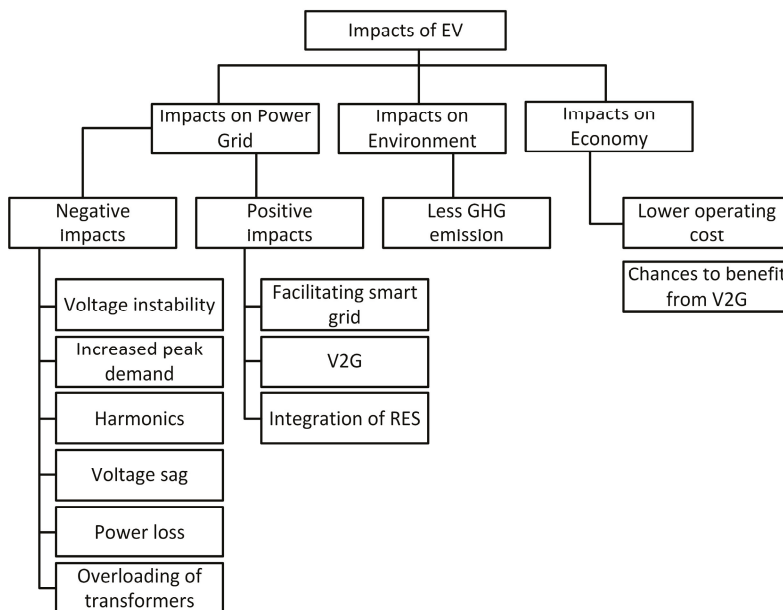 Impacts of EV
Impacts on Power
Grid
Impacts on
Environment
Impacts on
Economy
Negative
Impacts
Positive
Impacts
Less GHG
emission
Lower operating
cost
Chances to benefit
from V2G
Voltage instability
Increased peak
demand
Harmonics
Voltage sag
Power loss
Overloading of
transformers
Facilitating smart
grid
V2G
Integration of RES